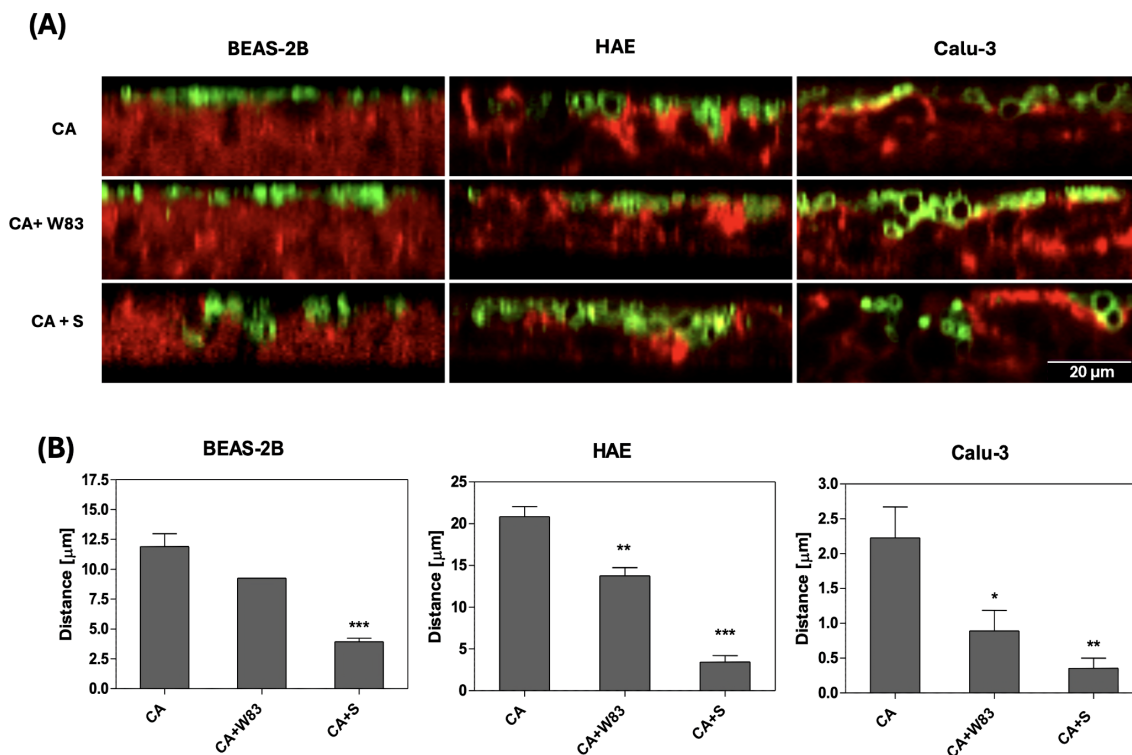 (A)
BEAS-2B HAE Calu-3
CA
CA+ W83
CA + S
20 µm
(B)
BEAS-2B
Distance [µm]
17.5
15.0
12.5
10.0
7.5
5.0
2.5
0.0
***
CA
CA+W83
CA+S
HAE
Distance [µm]
25
20
15
10
5
0
**
***
CA
CA+W83
CA+S
Calu-3
Distance [µm]
3.0
2.5
2.0
1.5
1.0
0.5
0.0
*
**
CA
CA+W83
CA+S